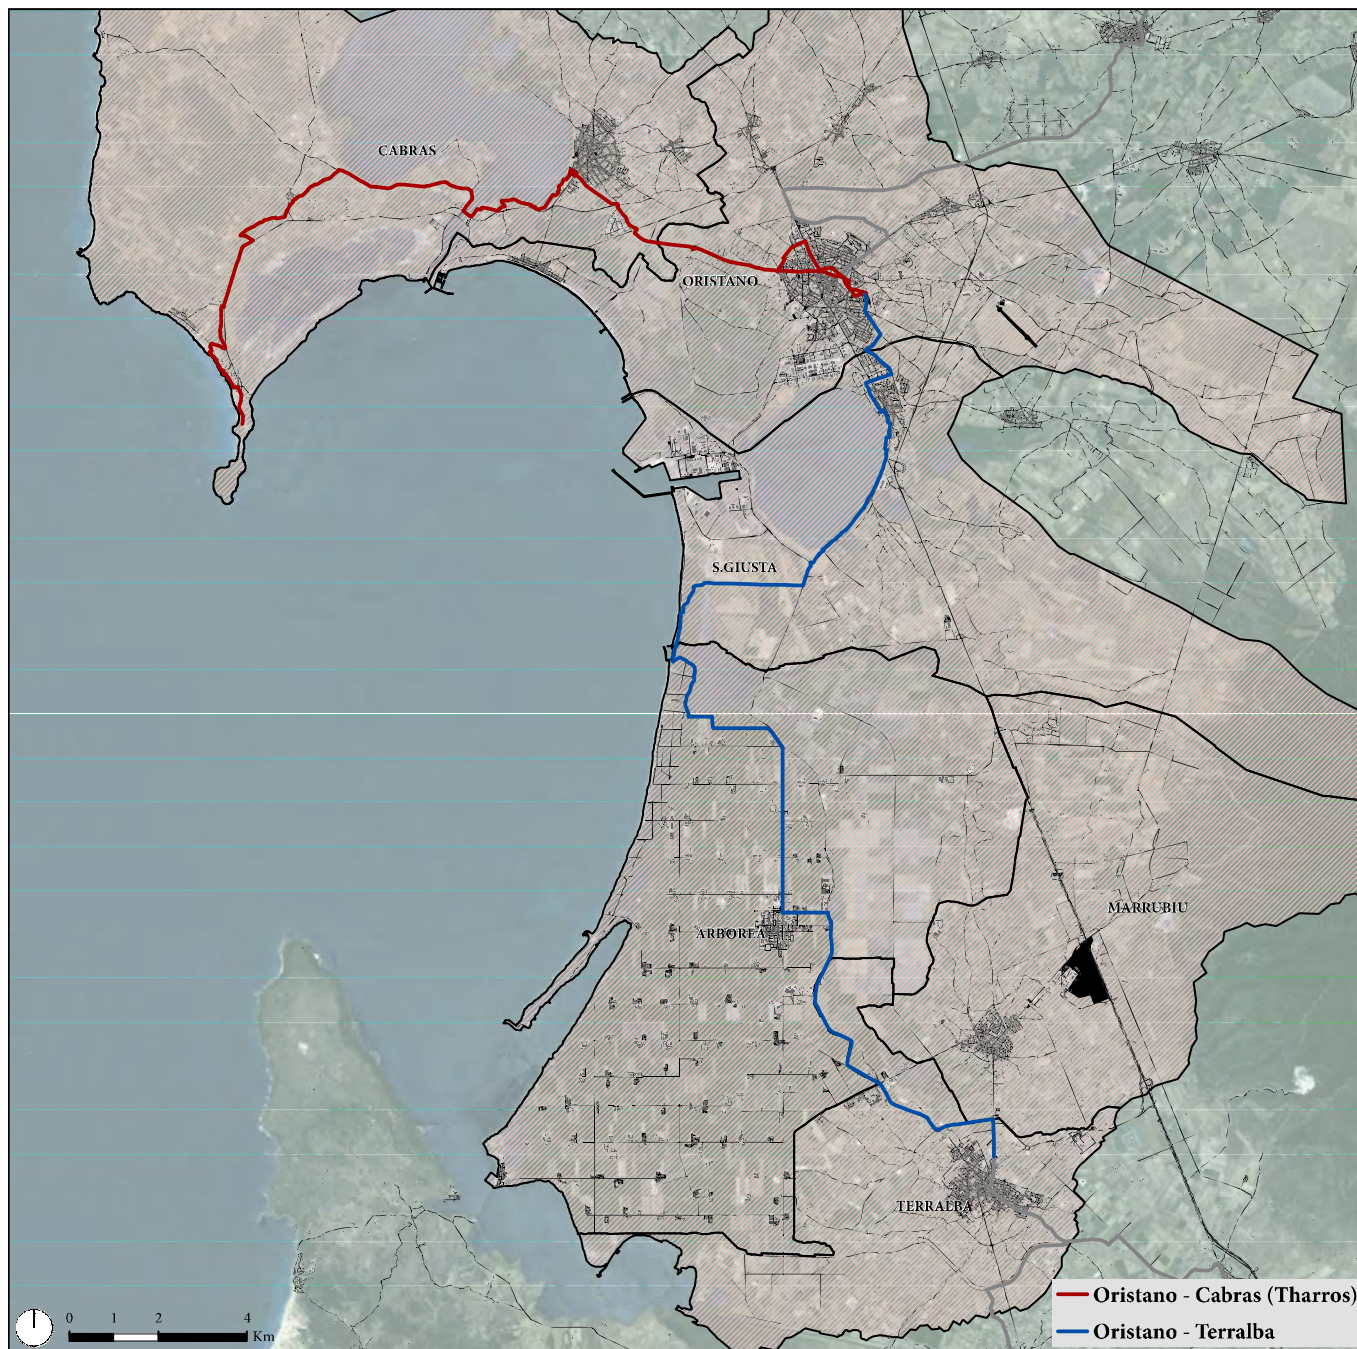 CABRAS
ORISTANO
S.GIUSTA
MARRUBIU
ARBOREA
TERRALBA
Oristano - Cabras (Tharros)
Oristano - Terralba
0 1 2 4
Km